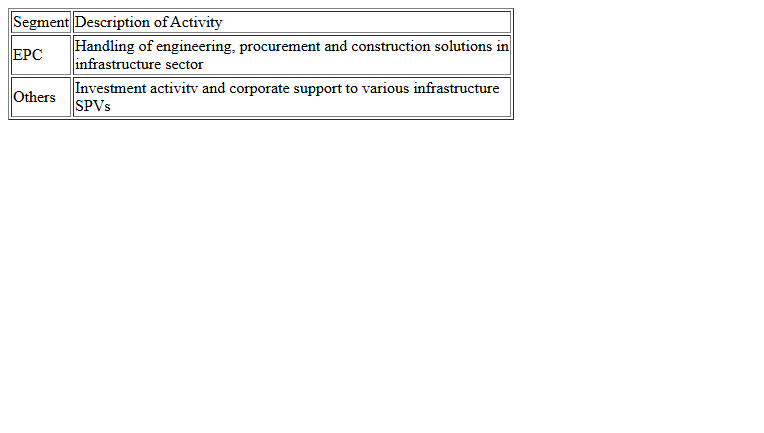 Segment Description of Activity
EPC Handling of engineering, procurement and construction solutions in
infrastructure sector
Others Investment activity and corporate support to various infrastructure
SPVs